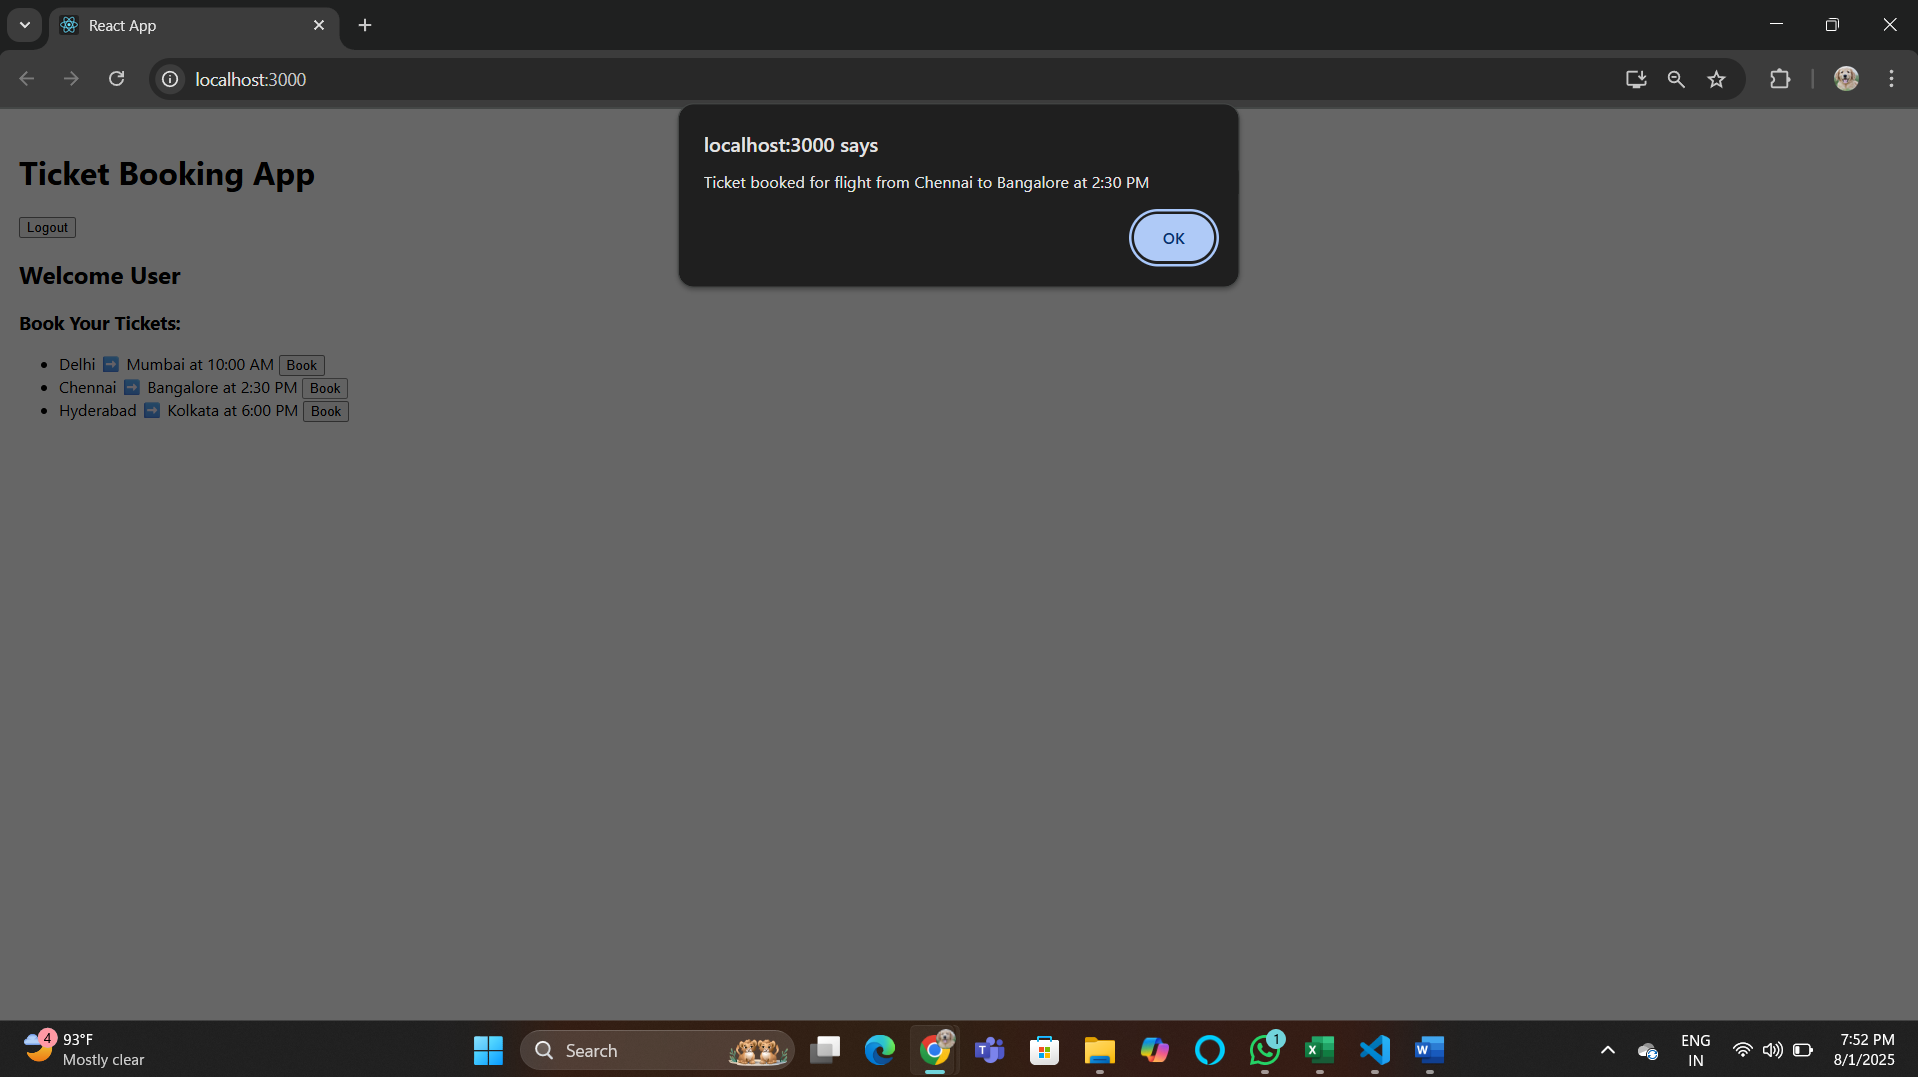 React App
localhost:3000
localhost:3000 says
Ticket booked for flight from Chennai to Bangalore at 2:30 PM
OK
Ticket Booking App
Logout
Welcome User
Book Your Tickets:
Delhi ➡️ Mumbai at 10:00 AM Book
Chennai ➡️ Bangalore at 2:30 PM Book
Hyderabad ➡️ Kolkata at 6:00 PM Book
4
93°F
Mostly clear
Search
1
ENG
IN
7:52 PM
8/1/2025